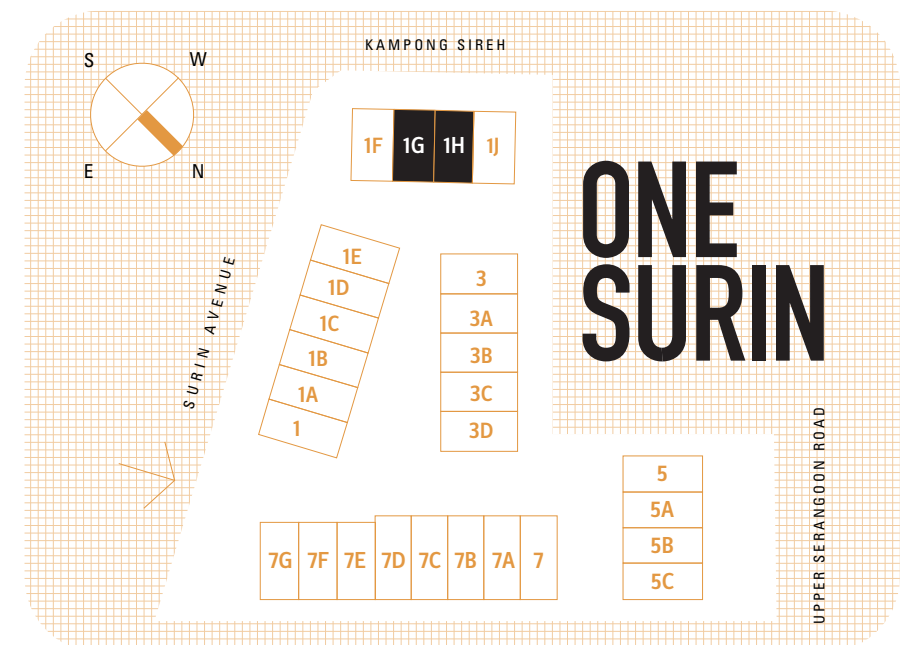 KAMPONG SIREH
S
W
E
N
1F 1G 1H 1J
ONE
SURIN
1E
1D
1C
1B
1A
1
3
3A
3B
3C
3D
SURIN AVENUE
UPPER SERANGOON ROAD
5
5A
5B
5C
7G 7F 7E 7D 7C 7B 7A 7